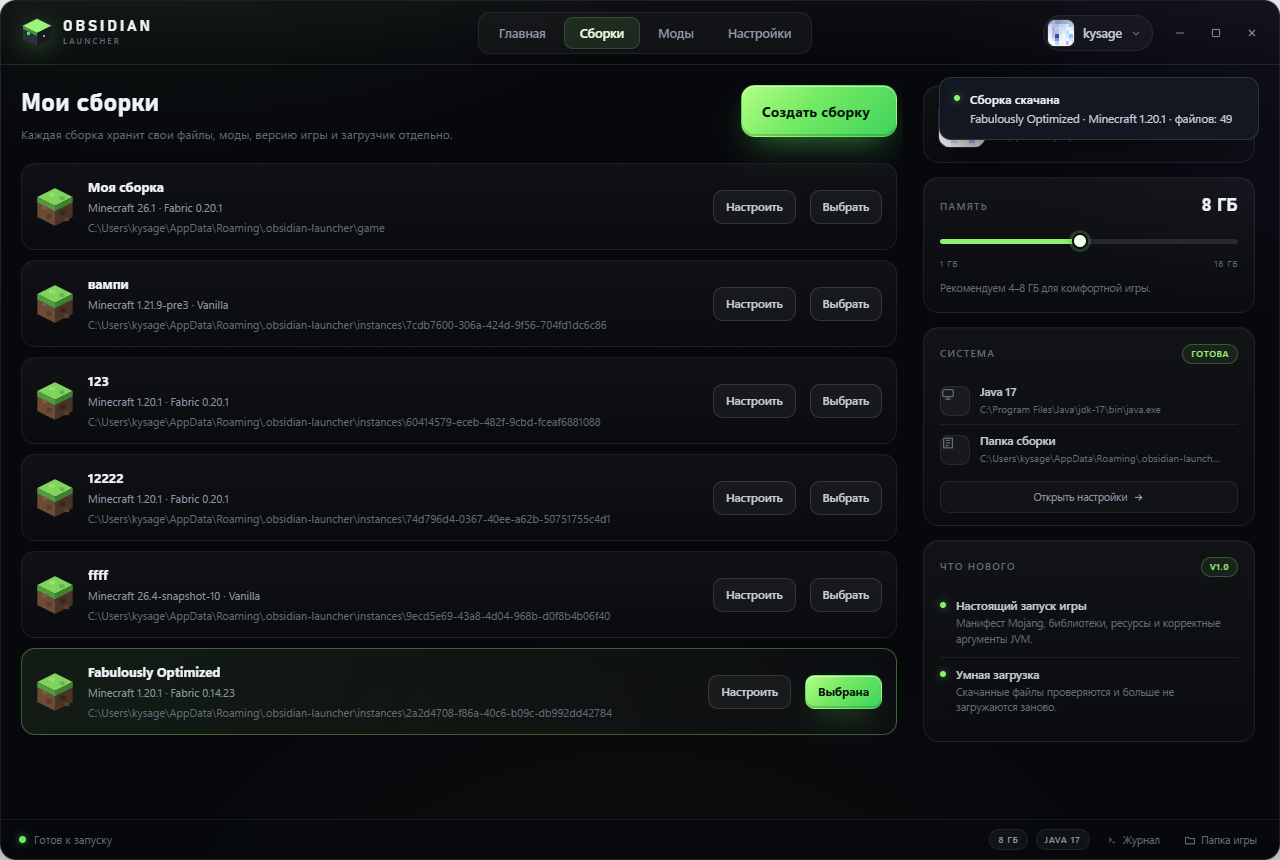 OBSIDIAN
LAUNCHER
Главная
Сборки
Моды
Настройки
kysage
Мои сборки
Каждая сборка хранит свои файлы, моды, версию игры и загрузчик отдельно.
Создать сборку
Сборка скачана
Fabulously Optimized · Minecraft 1.20.1 · файлов: 49
Моя сборка
Minecraft 26.1 · Fabric 0.20.1
C:\Users\kysage\AppData\Roaming\.obsidian-launcher\game
Настроить
Выбрать
вампи
Minecraft 1.21.9-pre3 · Vanilla
C:\Users\kysage\AppData\Roaming\.obsidian-launcher\instances\7cdb7600-306a-424d-9f56-704fd1dc6c86
Настроить
Выбрать
123
Minecraft 1.20.1 · Fabric 0.20.1
C:\Users\kysage\AppData\Roaming\.obsidian-launcher\instances\60414579-eceb-482f-9cbd-fceaf6881088
Настроить
Выбрать
12222
Minecraft 1.20.1 · Fabric 0.20.1
C:\Users\kysage\AppData\Roaming\.obsidian-launcher\instances\74d796d4-0367-40ee-a62b-50751755c4d1
Настроить
Выбрать
ffff
Minecraft 26.4-snapshot-10 · Vanilla
C:\Users\kysage\AppData\Roaming\.obsidian-launcher\instances\9ecd5e69-43a8-4d04-968b-d0f8b4b06f40
Настроить
Выбрать
Fabulously Optimized
Minecraft 1.20.1 · Fabric 0.14.23
C:\Users\kysage\AppData\Roaming\.obsidian-launcher\instances\2a2d4708-f86a-40c6-b09c-db992dd42784
Настроить
Выбрана
ПАМЯТЬ
8 ГБ
1 ГБ
16 ГБ
Рекомендуем 4–8 ГБ для комфортной игры.
СИСТЕМА
ГОТОВА
Java 17
C:\Program Files\Java\jdk-17\bin\java.exe
Папка сборки
C:\Users\kysage\AppData\Roaming\.obsidian-launch...
Открыть настройки →
ЧТО НОВОГО
V1.0
Настоящий запуск игры
Манифест Mojang, библиотеки, ресурсы и корректные
аргументы JVM.
Умная загрузка
Скачанные файлы проверяются и больше не
загружаются заново.
Готов к запуску
8 ГБ
JAVA 17
Журнал
Папка игры